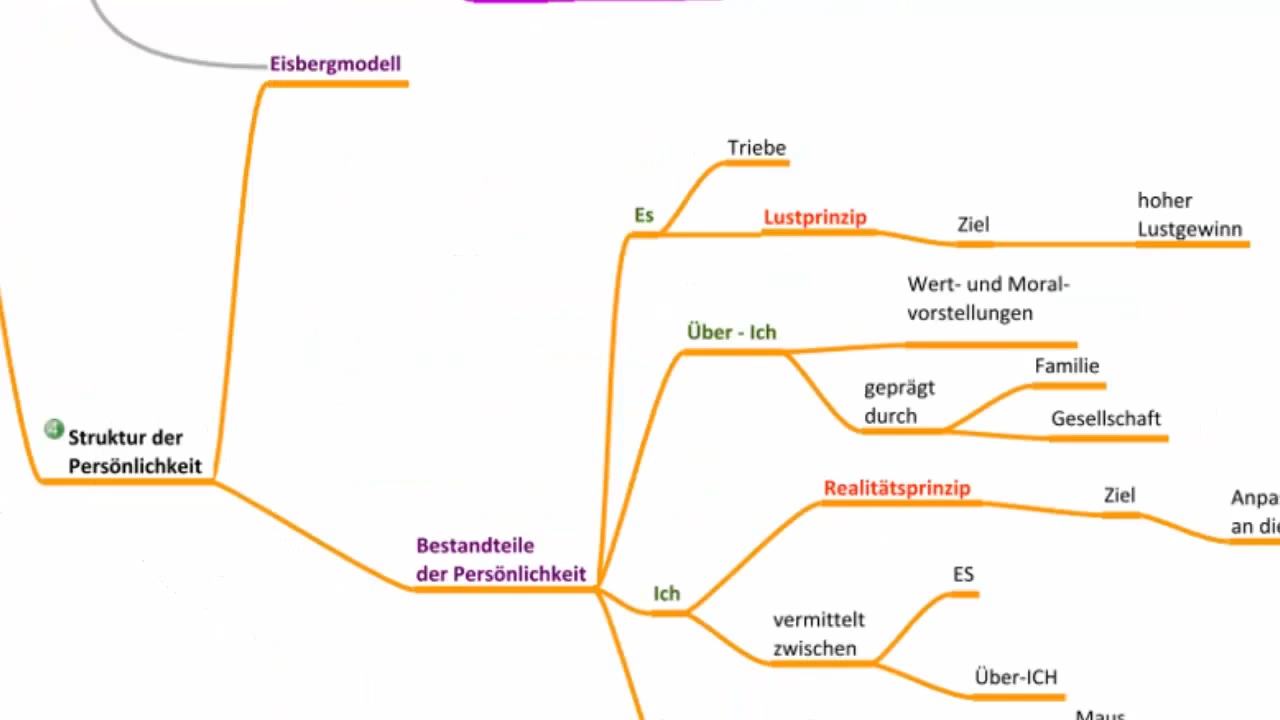 Eisbergmodell
Triebe
Es
Lustprinzip
Ziel
hoher
Lustgewinn
Wert- und Moral-
vorstellungen
Über - Ich
Familie
geprägt
durch
Gesellschaft
Struktur der
Persönlichkeit
Realitätsprinzip
Ziel
an
Bestandteile
der Persönlichkeit
Ich
ES
vermittelt
zwischen
Über-ICH